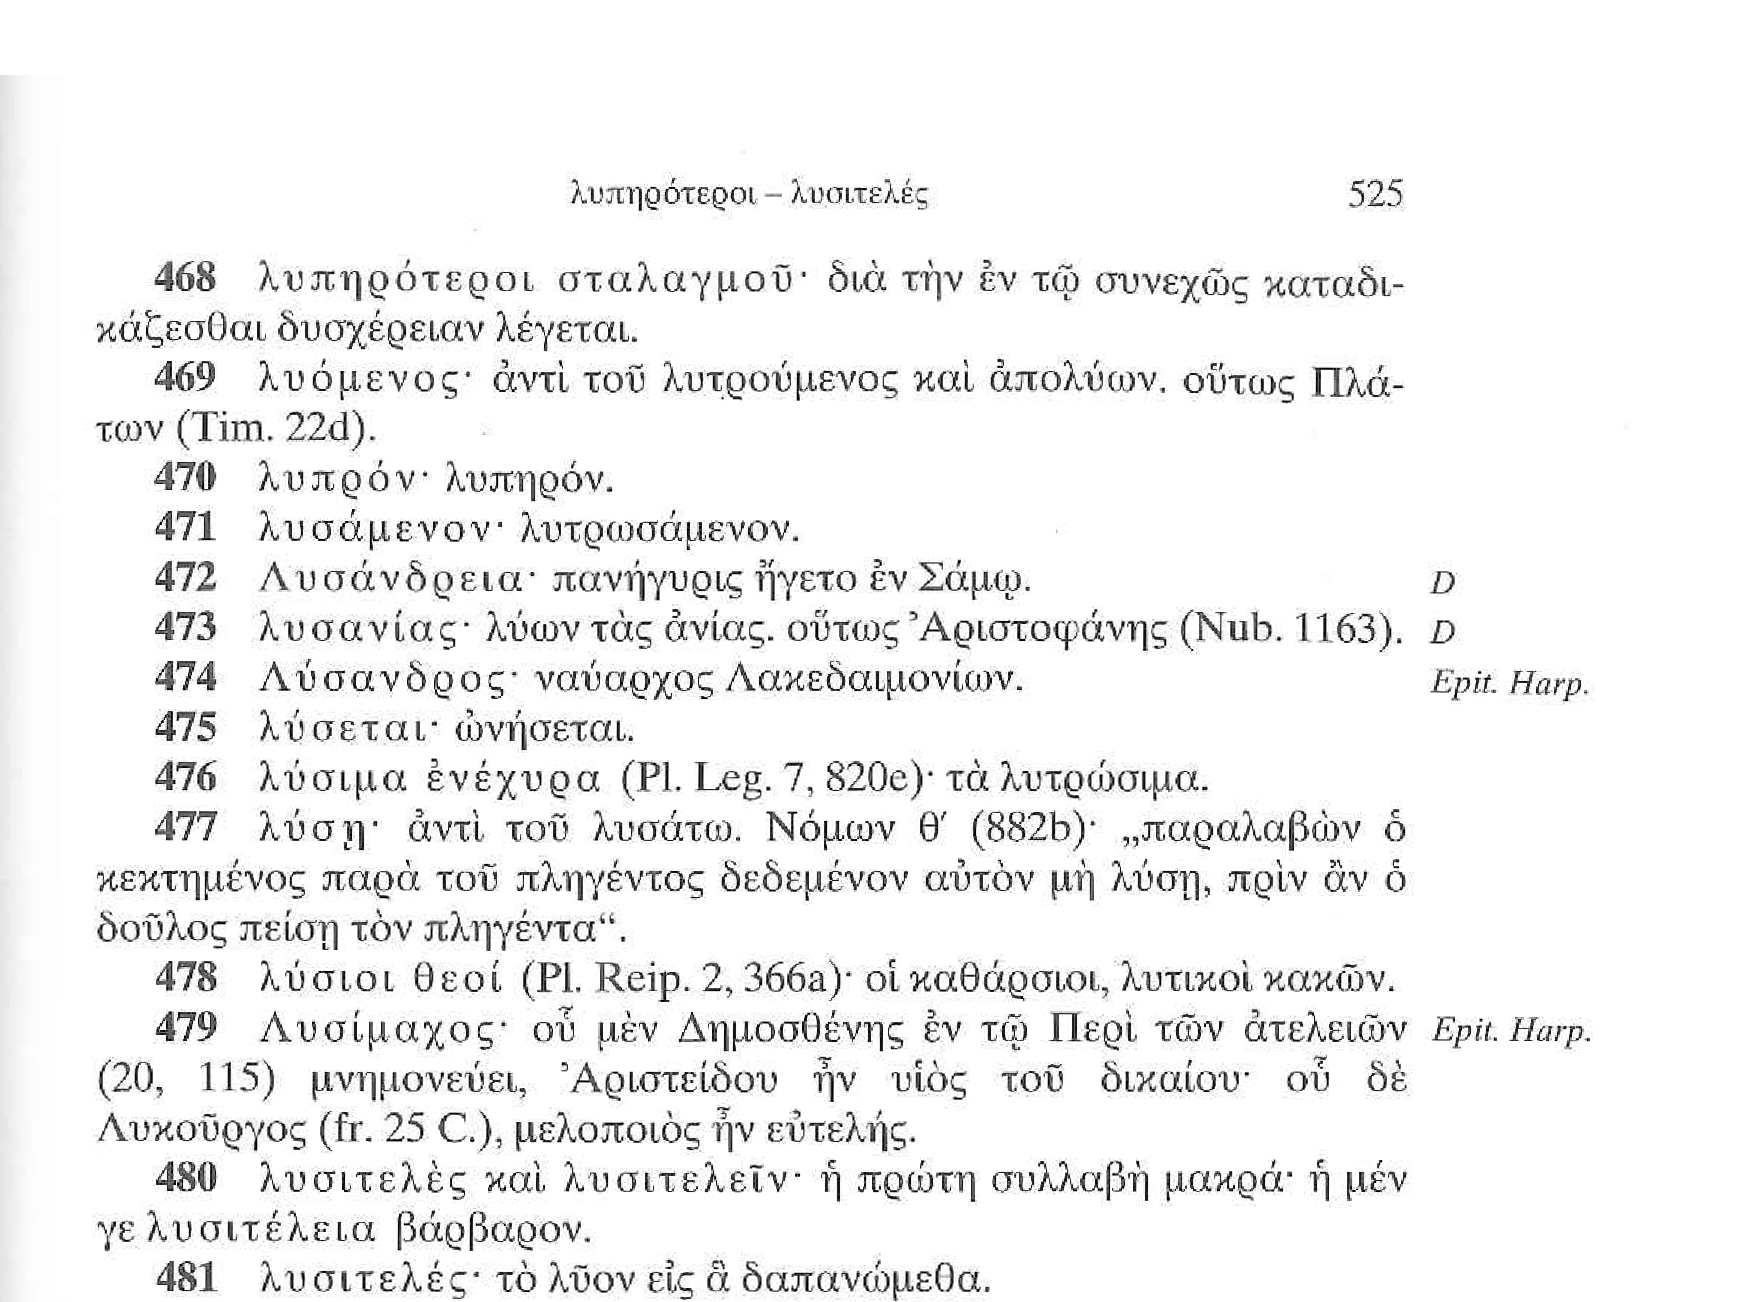 λυπηρότεροι – λυσιτελές 525
468 λυπηρότεροι σταλαγμοῦ· διὰ τὴν ἐν τῷ συνεχῶς καταδι-
κάζεσθαι δυσχέρειαν λέγεται.
469 λυόμενος· ἀντὶ τοῦ λυτρούμενος καὶ ἀπολύων. οὕτως Πλά-
των (Tim. 22d).
470 λυπρόν· λυπηρόν.
471 λυσάμενον· λυτρωσάμενον.
472 Λυσάνδρεια· πανήγυρις ἤγετο ἐν Σάμῳ. D
473 λυσανίας· λύων τὰς ἀνίας. οὕτως Ἀριστοφάνης (Nub. 1163). D
474 Λύσανδρος· ναύαρχος Λακεδαιμονίων. Epit. Harp.
475 λύσεται· ὠνήσεται.
476 λύσιμα ἐνέχυρα (Pl. Leg. 7, 820e)· τὰ λυτρώσιμα.
477 λύσῃ· ἀντὶ τοῦ λυσάτω. Νόμων θʹ (882b)· „παραλαβὼν ὁ
κεκτημένος παρὰ τοῦ πληγέντος δεδεμένον αὐτὸν μὴ λύσῃ, πρὶν ἂν ὁ
δοῦλος πείσῃ τὸν πληγέντα“.
478 λύσιοι θεοί (Pl. Reip. 2, 366a)· οἱ καθάρσιοι, λυτικοὶ κακῶν.
479 Λυσίμαχος· οὗ μὲν Δημοσθένης ἐν τῷ Περὶ τῶν ἀτελειῶν Epit. Harp.
(20, 115) μνημονεύει, Ἀριστείδου ἦν υἱὸς τοῦ δικαίου· οὗ δὲ
Λυκοῦργος (fr. 25 C.), μελοποιὸς ἦν εὐτελής.
480 λυσιτελὲς καὶ λυσιτελεῖν· ἡ πρώτη συλλαβὴ μακρά· ἡ μέν
γε λυσιτέλεια βάρβαρον.
481 λυσιτελές· τὸ λῦον εἰς ἃ δαπανώμεθα.